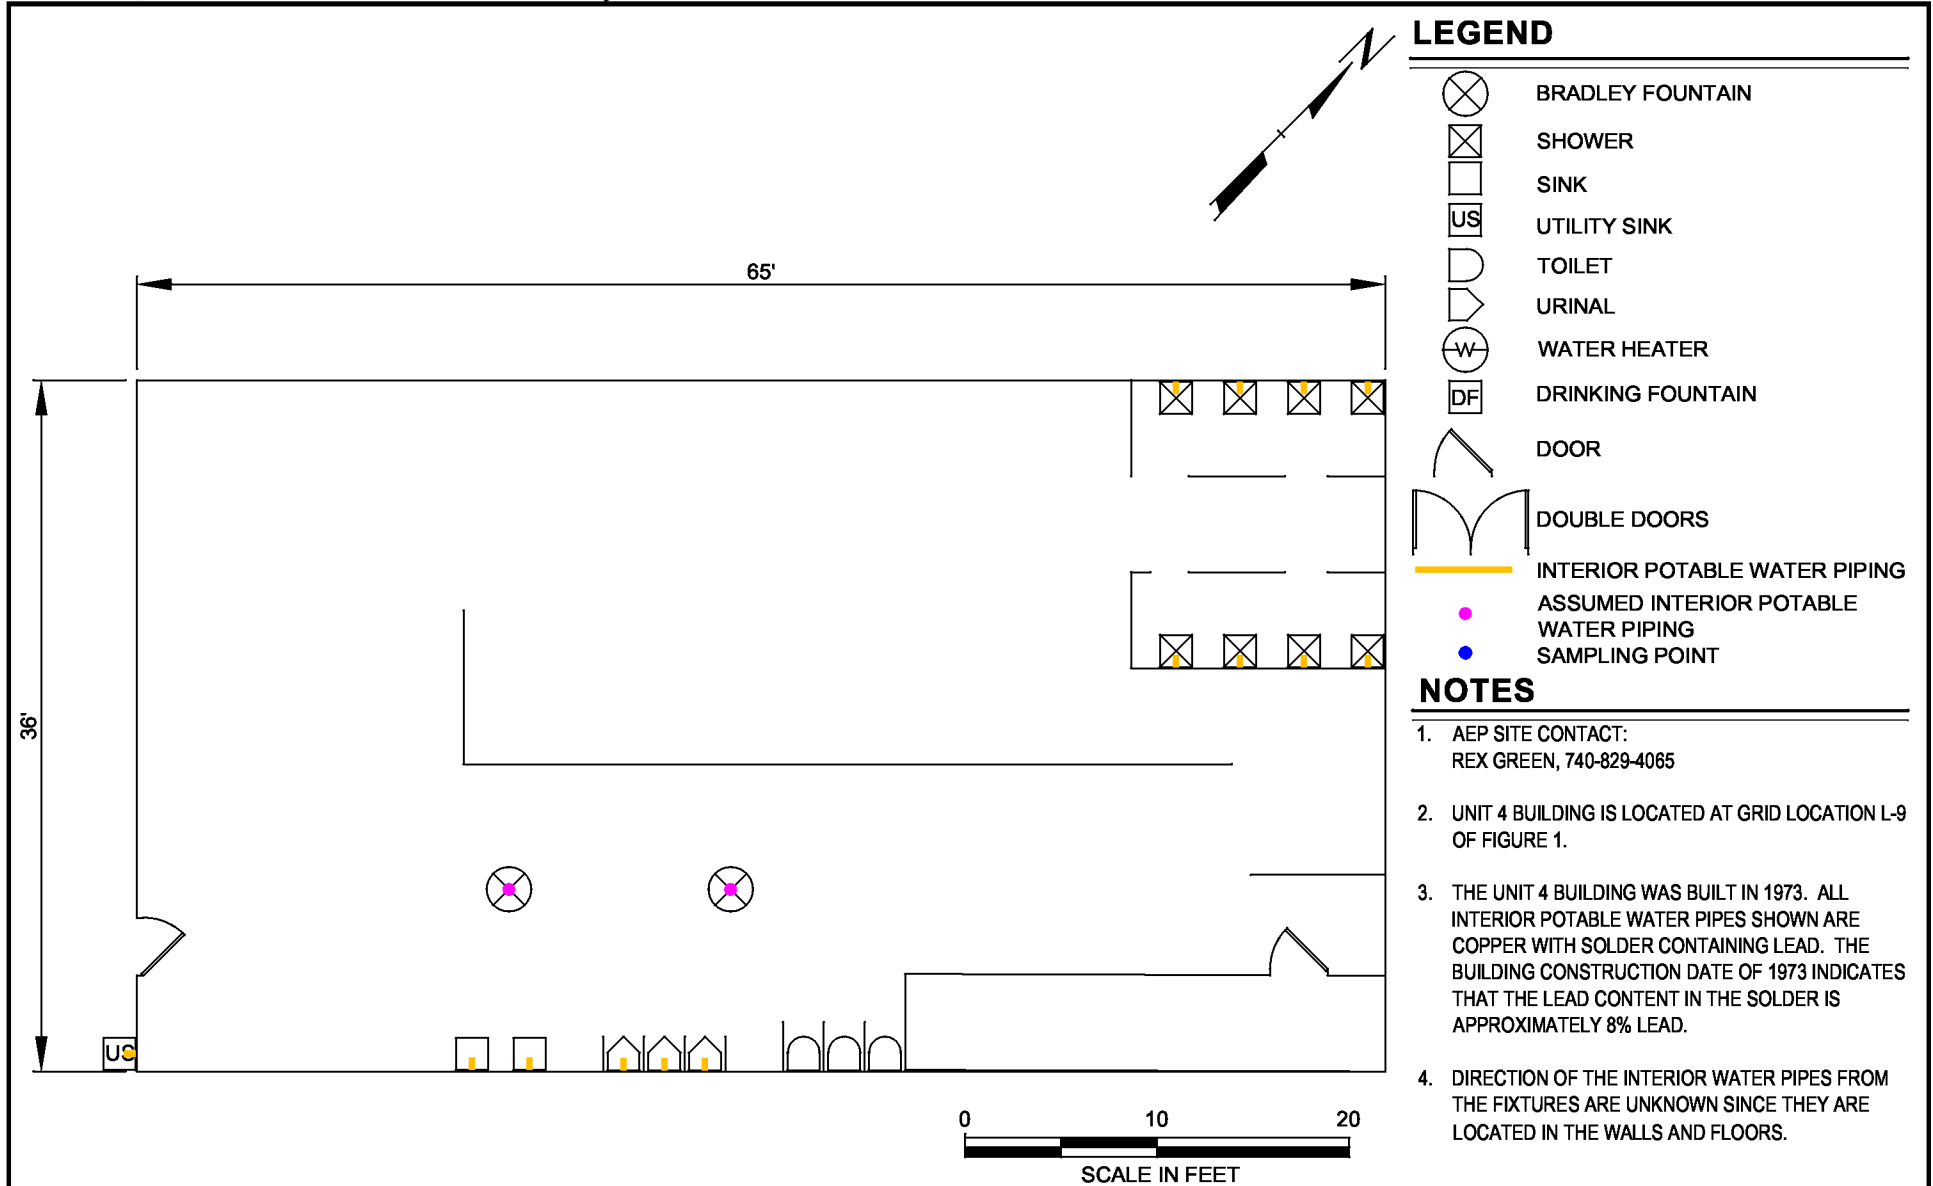 N
65'
36'
US
0 10 20
SCALE IN FEET
LEGEND
BRADLEY FOUNTAIN
SHOWER
SINK
US UTILITY SINK
TOILET
URINAL
W WATER HEATER
DF DRINKING FOUNTAIN
DOOR
DOUBLE DOORS
INTERIOR POTABLE WATER PIPING
ASSUMED INTERIOR POTABLE
WATER PIPING
SAMPLING POINT
NOTES
1. AEP SITE CONTACT:
REX GREEN, 740-829-4065
2. UNIT 4 BUILDING IS LOCATED AT GRID LOCATION L-9
OF FIGURE 1.
3. THE UNIT 4 BUILDING WAS BUILT IN 1973. ALL
INTERIOR POTABLE WATER PIPES SHOWN ARE
COPPER WITH SOLDER CONTAINING LEAD. THE
BUILDING CONSTRUCTION DATE OF 1973 INDICATES
THAT THE LEAD CONTENT IN THE SOLDER IS
APPROXIMATELY 8% LEAD.
4. DIRECTION OF THE INTERIOR WATER PIPES FROM
THE FIXTURES ARE UNKNOWN SINCE THEY ARE
LOCATED IN THE WALLS AND FLOORS.